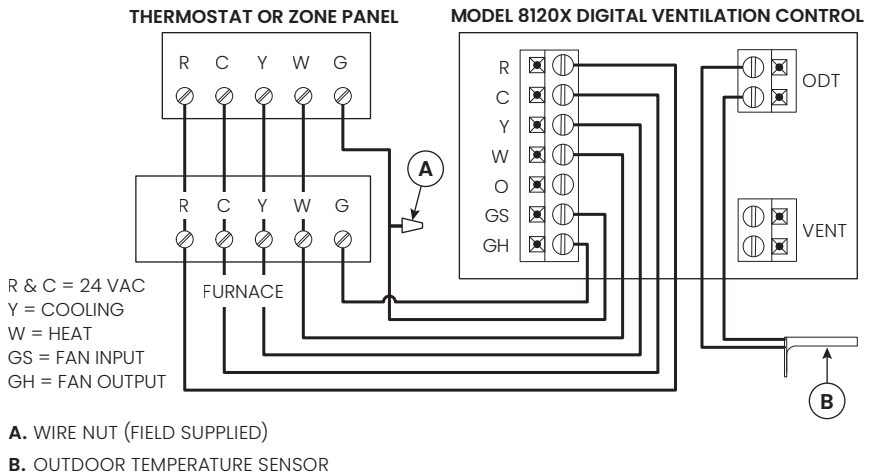 THERMOSTAT OR ZONE PANEL
MODEL 8120X DIGITAL VENTILATION CONTROL
R C Y W G
R
C
Y
W
O
GS
GH
ODT
VENT
A
R C Y W G
FURNACE
R & C = 24 VAC
Y = COOLING
W = HEAT
GS = FAN INPUT
GH = FAN OUTPUT
B
A. WIRE NUT (FIELD SUPPLIED)
B. OUTDOOR TEMPERATURE SENSOR